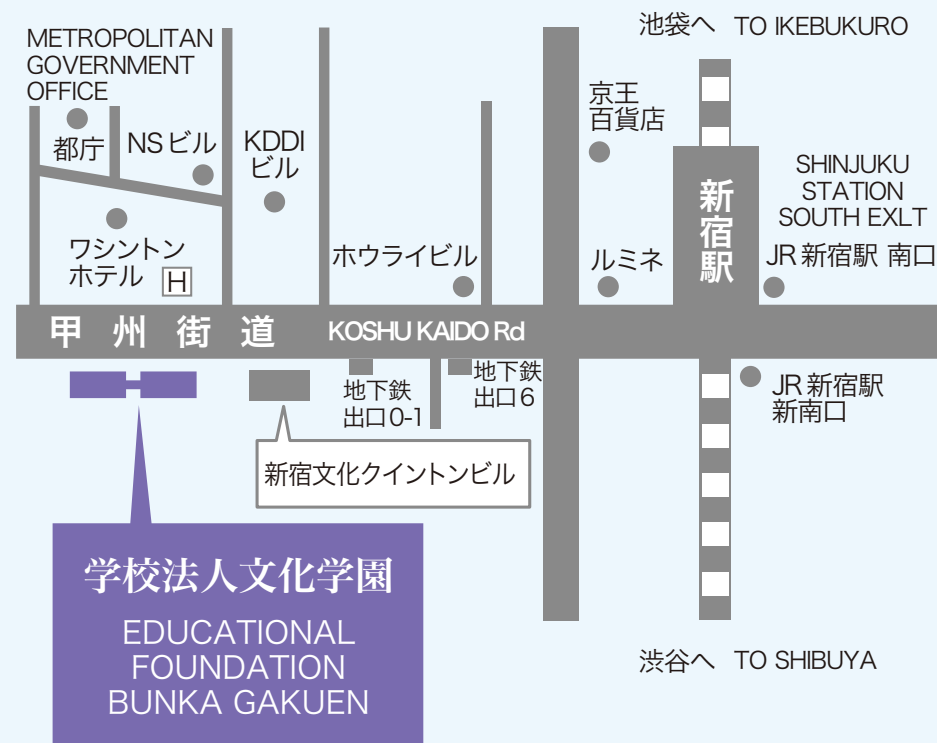 池袋へ TO IKEBUKURO
METROPOLITAN
GOVERNMENT
OFFICE
都庁
NSビル
KDDI
ビル
京王
百貨店
新宿駅
SHINJUKU
STATION
SOUTH EXLT
JR新宿駅 南口
ワシントン
ホテル H
ホウライビル
ルミネ
甲州街道 KOSHU KAIDO Rd
地下鉄
出口0-1
地下鉄
出口6
JR新宿駅
新南口
新宿文化クイントンビル
学校法人文化学園
EDUCATIONAL
FOUNDATION
BUNKA GAKUEN
渋谷へ TO SHIBUYA